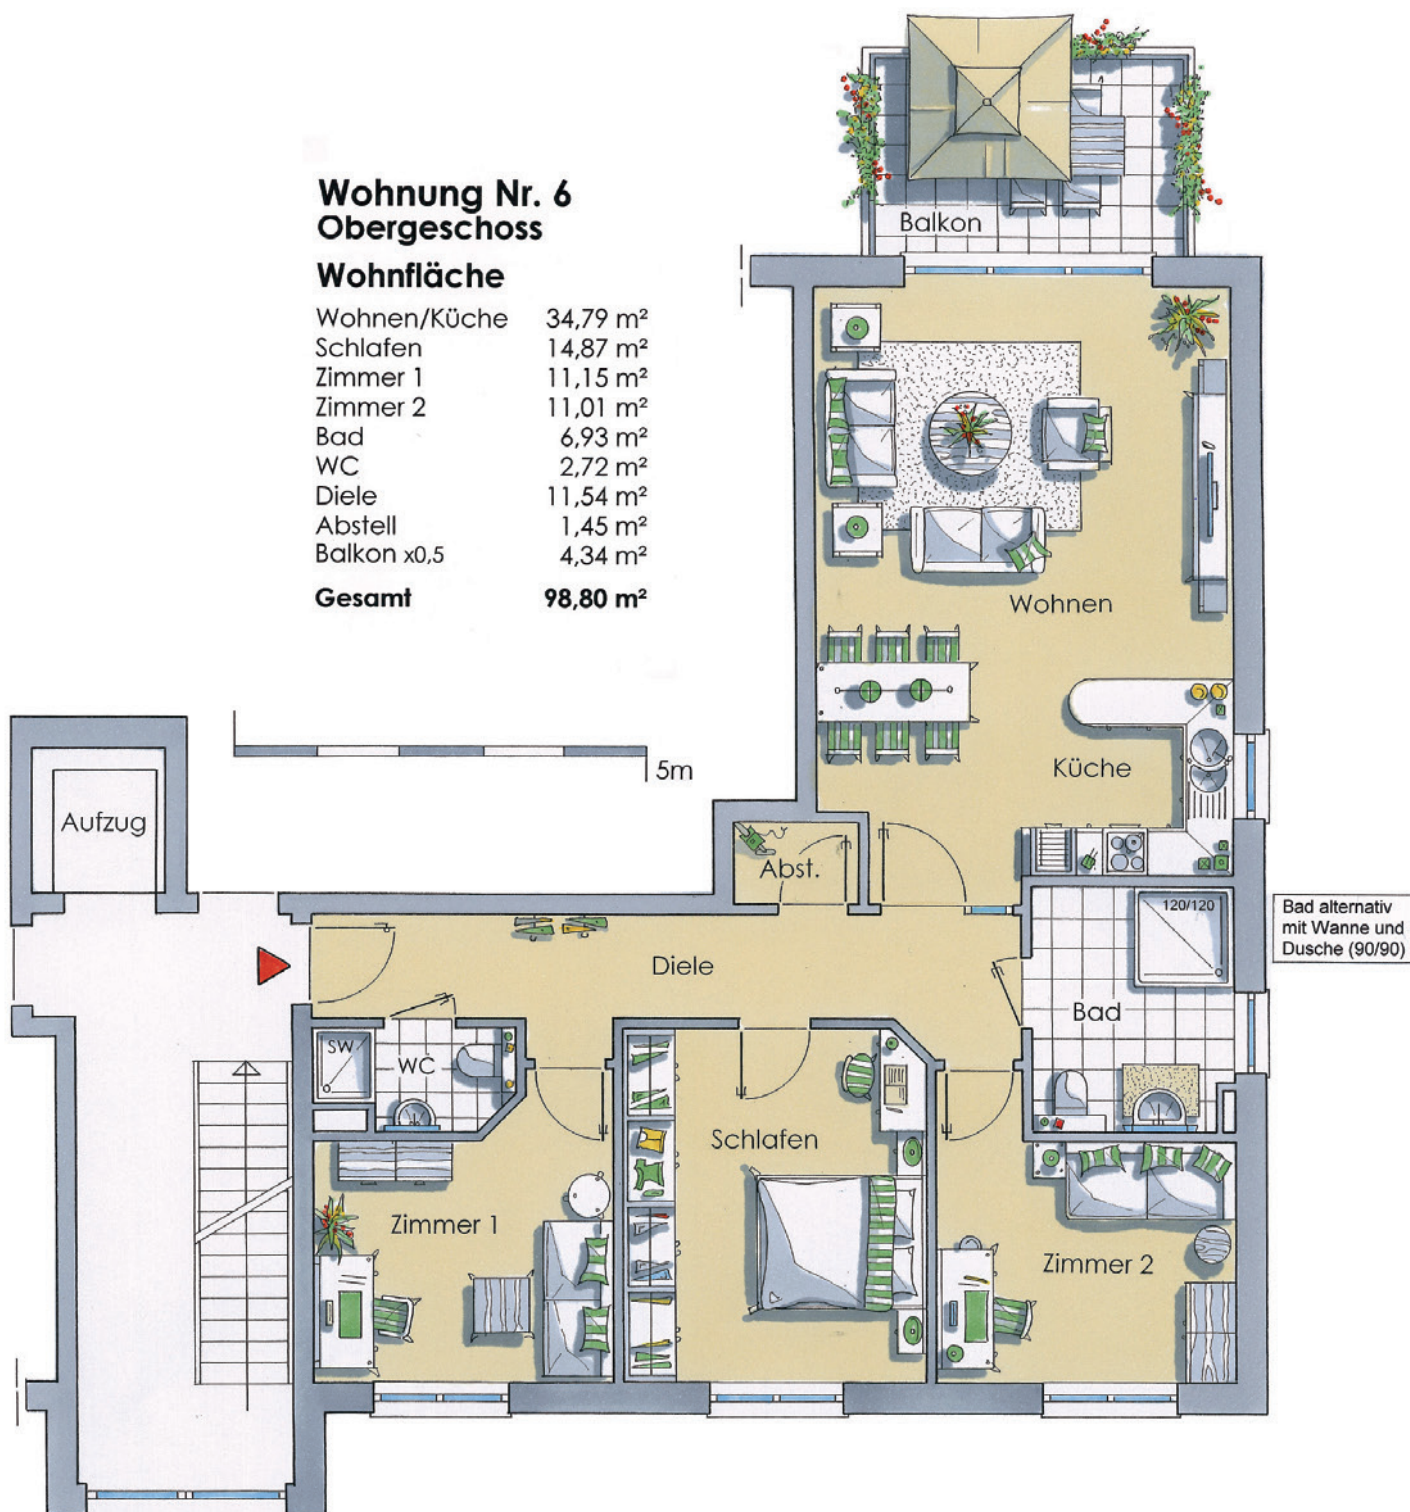 Wohnung Nr. 6
Obergeschoss
Wohnfläche
Wohnen/Küche 34,79 m²
Schlafen 14,87 m²
Zimmer 1 11,15 m²
Zimmer 2 11,01 m²
Bad 6,93 m²
WC 2,72 m²
Diele 11,54 m²
Abstell 1,45 m²
Balkon x0,5 4,34 m²
Gesamt 98,80 m²
Balkon
Wohnen
5m
Küche
Aufzug
Abst.
120/120
Bad alternativ
mit Wanne und
Dusche (90/90)
Diele
Bad
SW
WC
Schlafen
Zimmer 1
Zimmer 2